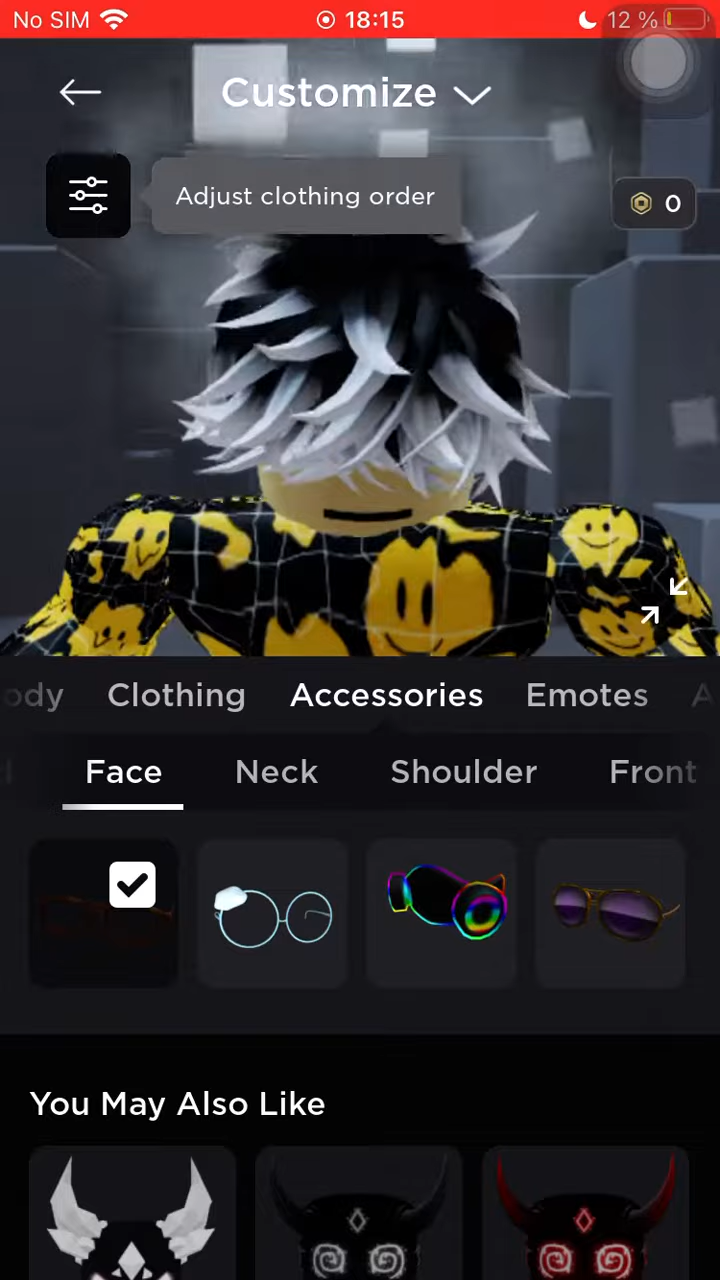 No SIM 18:15 12 %
Customize
Adjust clothing order
0
ody Clothing Accessories Emotes A
Face Neck Shoulder Front
You May Also Like